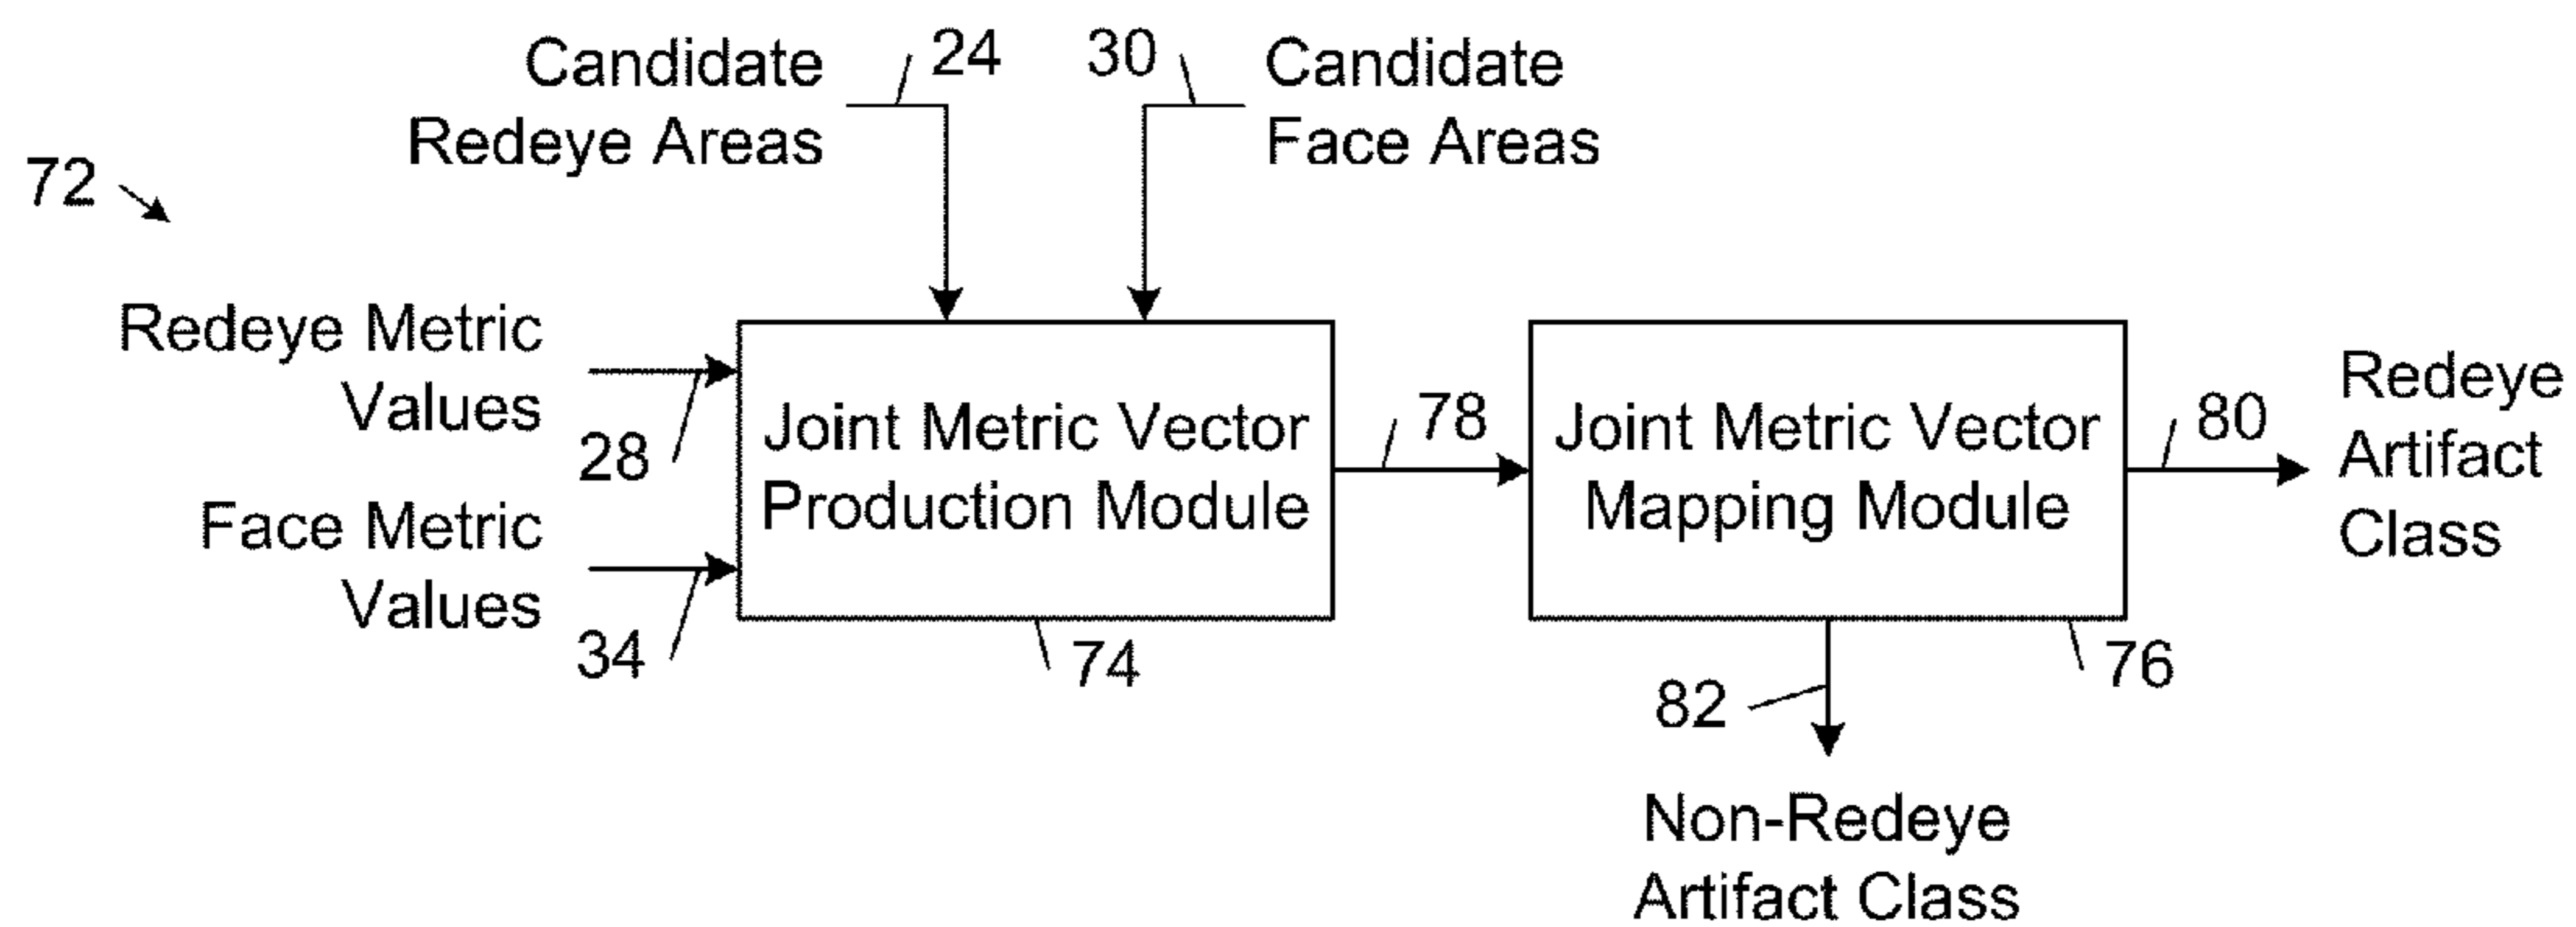 Candidate
Redeye Areas
24
30
Candidate
Face Areas
72
Redeye Metric
Values
28
Face Metric
Values
34
Joint Metric Vector
Production Module
74
78
Joint Metric Vector
Mapping Module
76
80
Redeye
Artifact
Class
82
Non-Redeye
Artifact Class